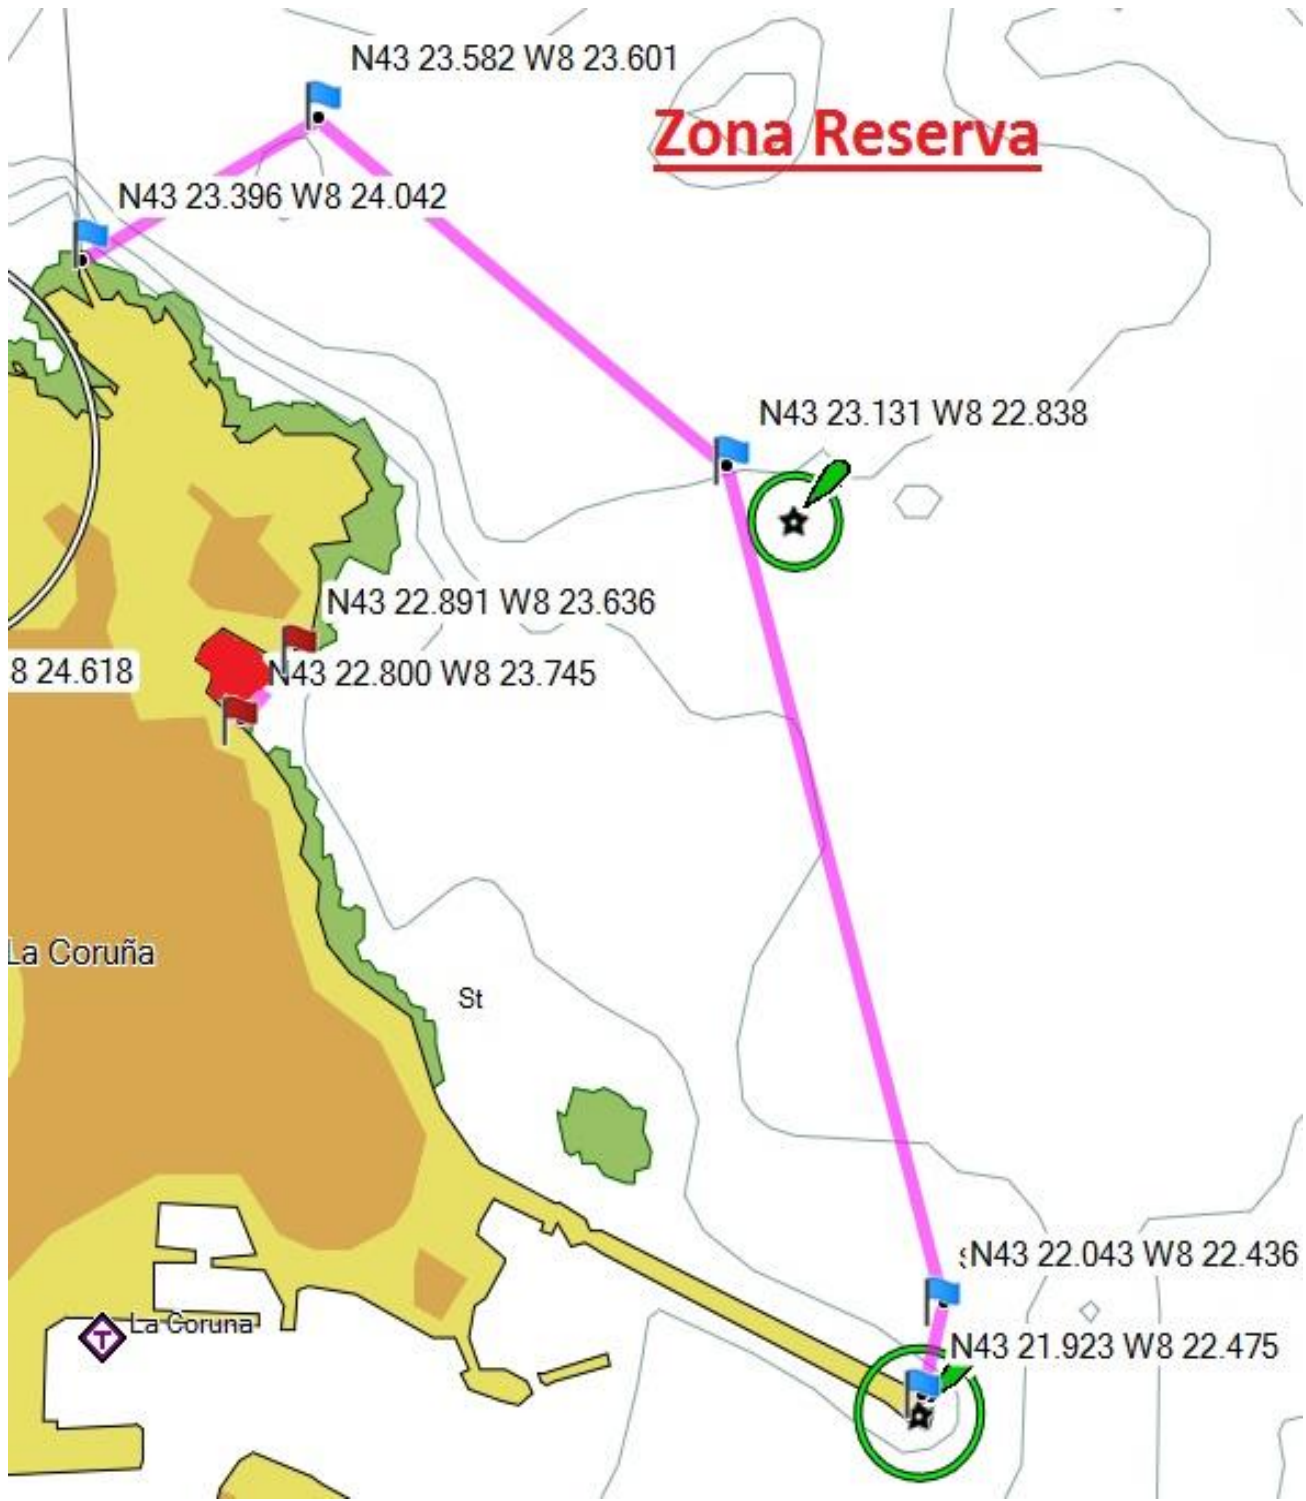 N43 23.582 W8 23.601
Zona Reserva
N43 23.396 W8 24.042
N43 23.131 W8 22.838
N43 22.891 W8 23.636
8 24.618
N43 22.800 W8 23.745
La Coruña
St
N43 22.043 W8 22.436
La Coruna
T
N43 21.923 W8 22.475